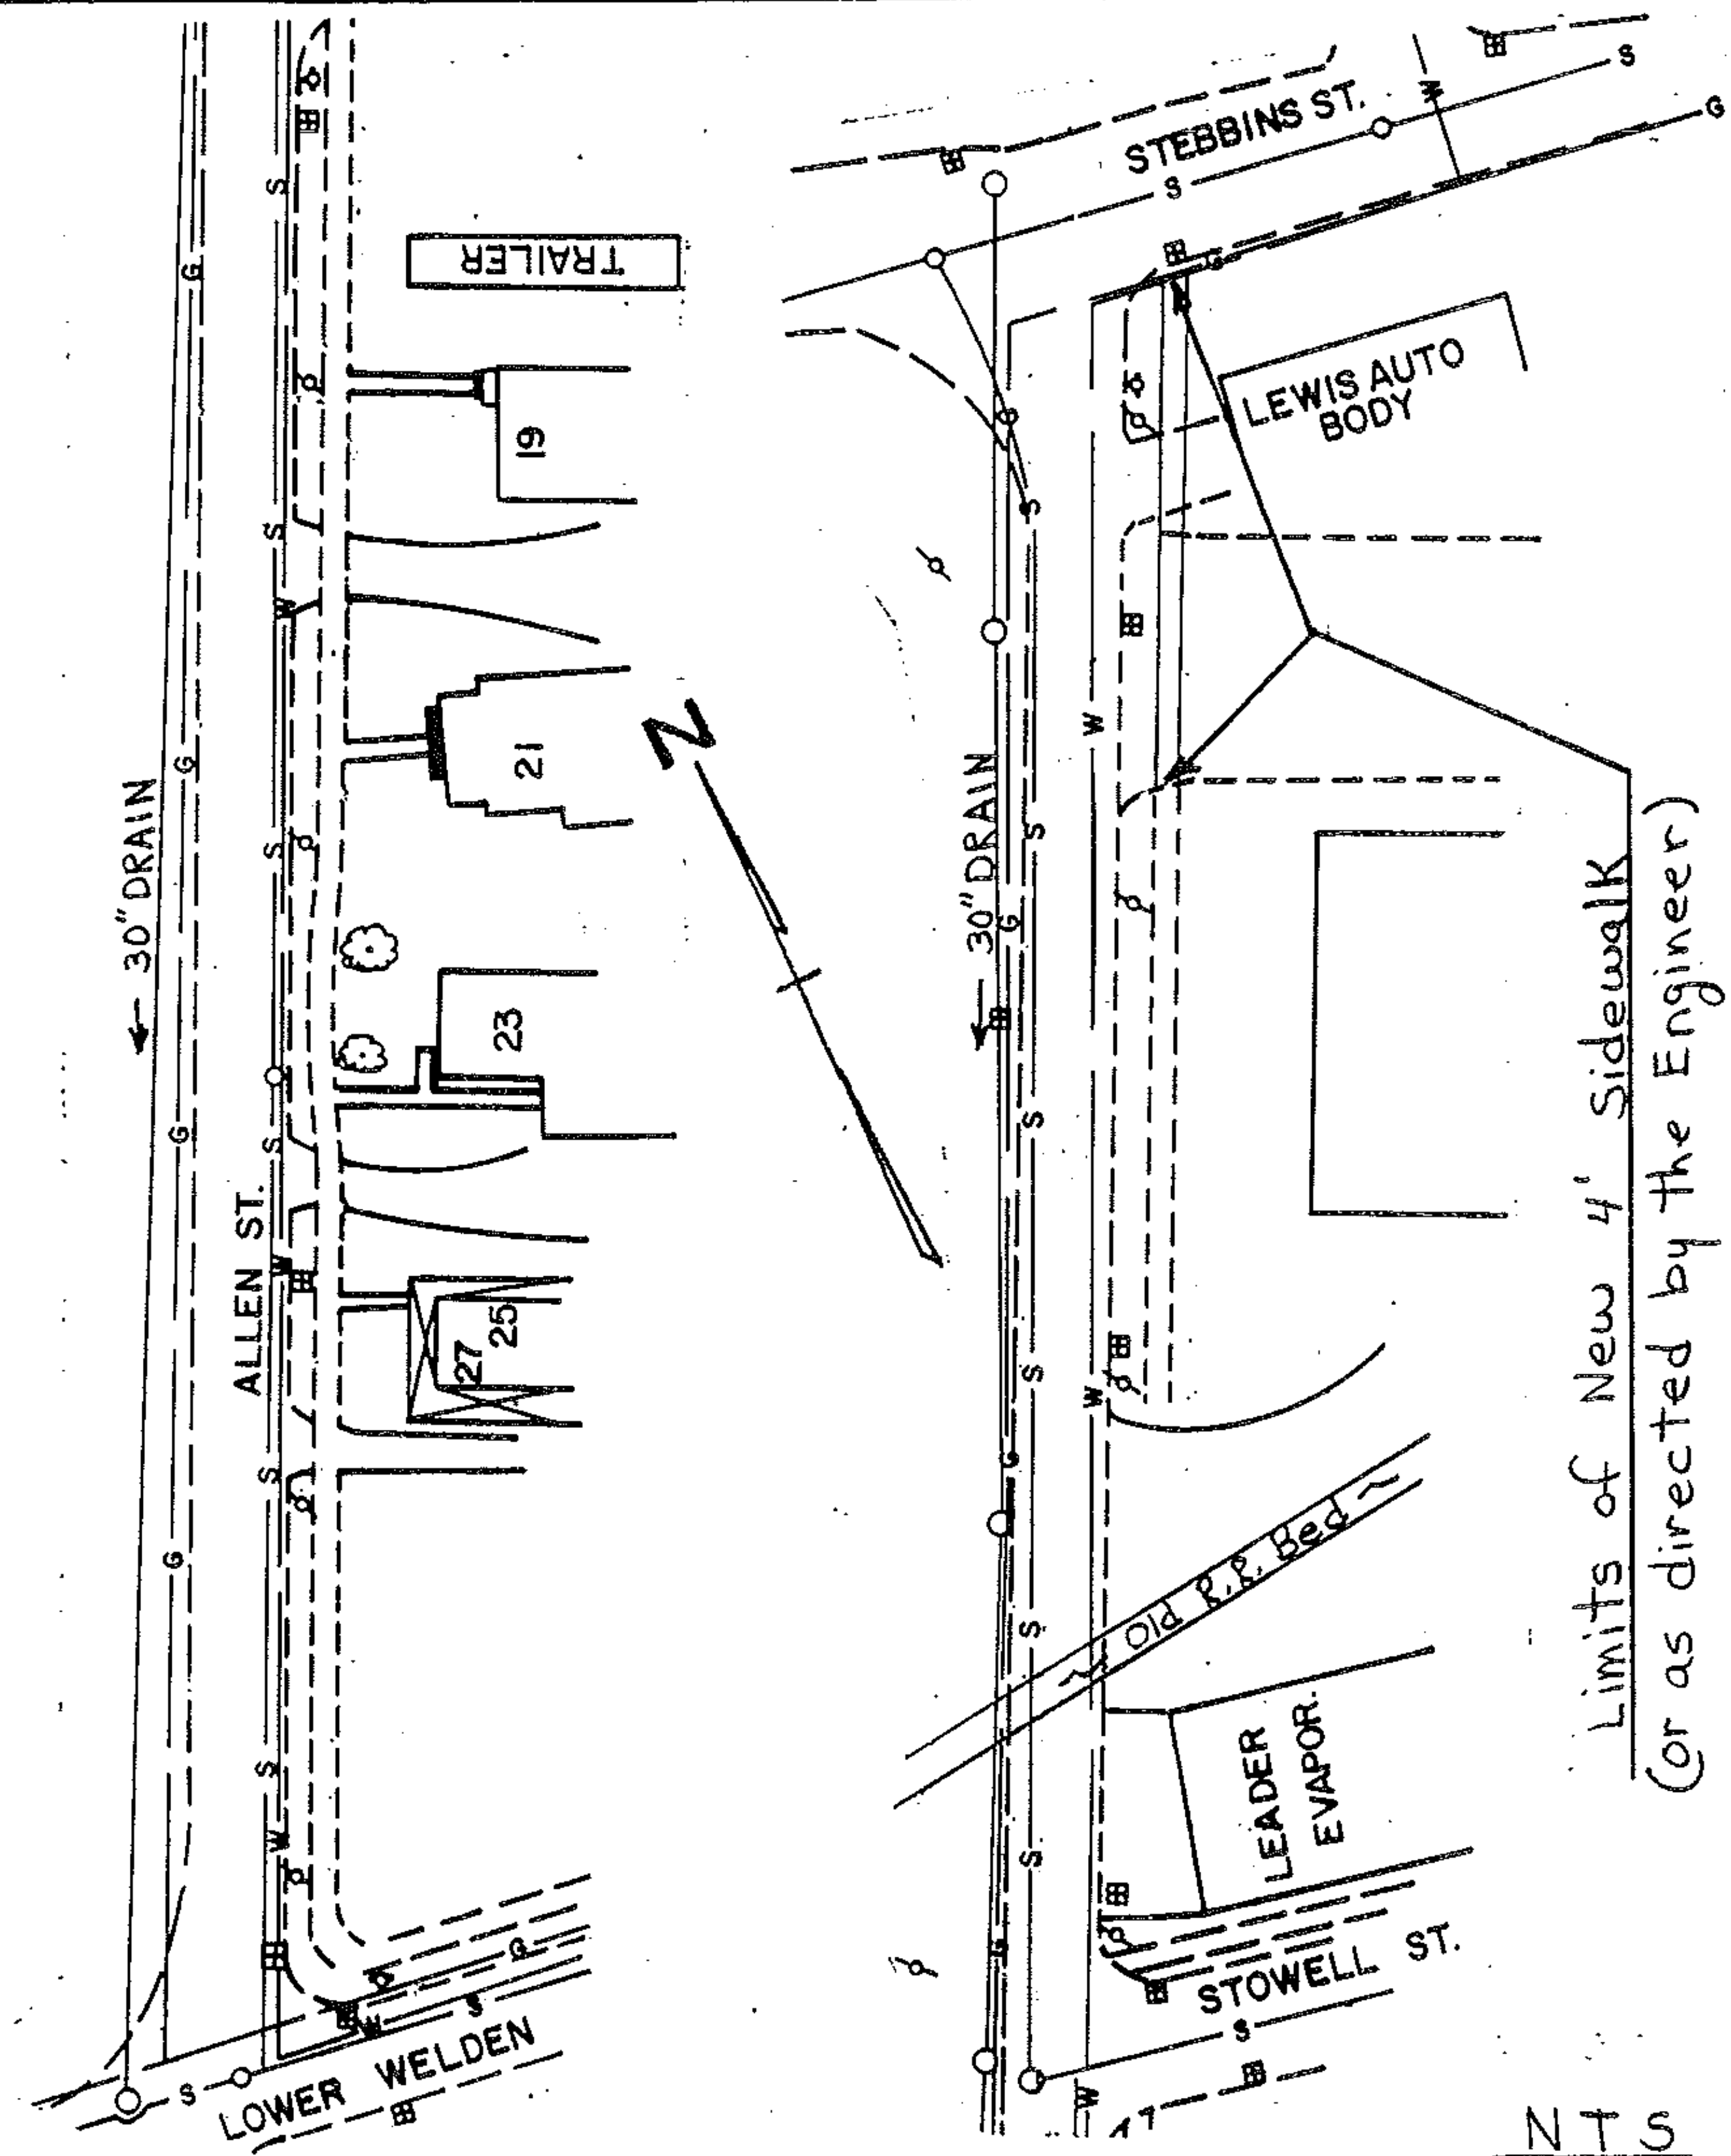 STEBBINS ST.
S
S
W
G
TRAILER
LEWIS AUTO
BODY
19
21
23
25
27
30" DRAIN
ALLEN ST.
G
G
G
G
S
S
S
S
S
S
W
W
W
N
30" DRAIN
S
S
S
S
S
S
G
G
G
W
W
Old R.R. Bed
LEADER
EVAPOR.
STOWELL ST.
S
W
LOWER WELDEN
S
S
G
W
Limits of New 4' Sidewalk
(or as directed by the Engineer)
NTS